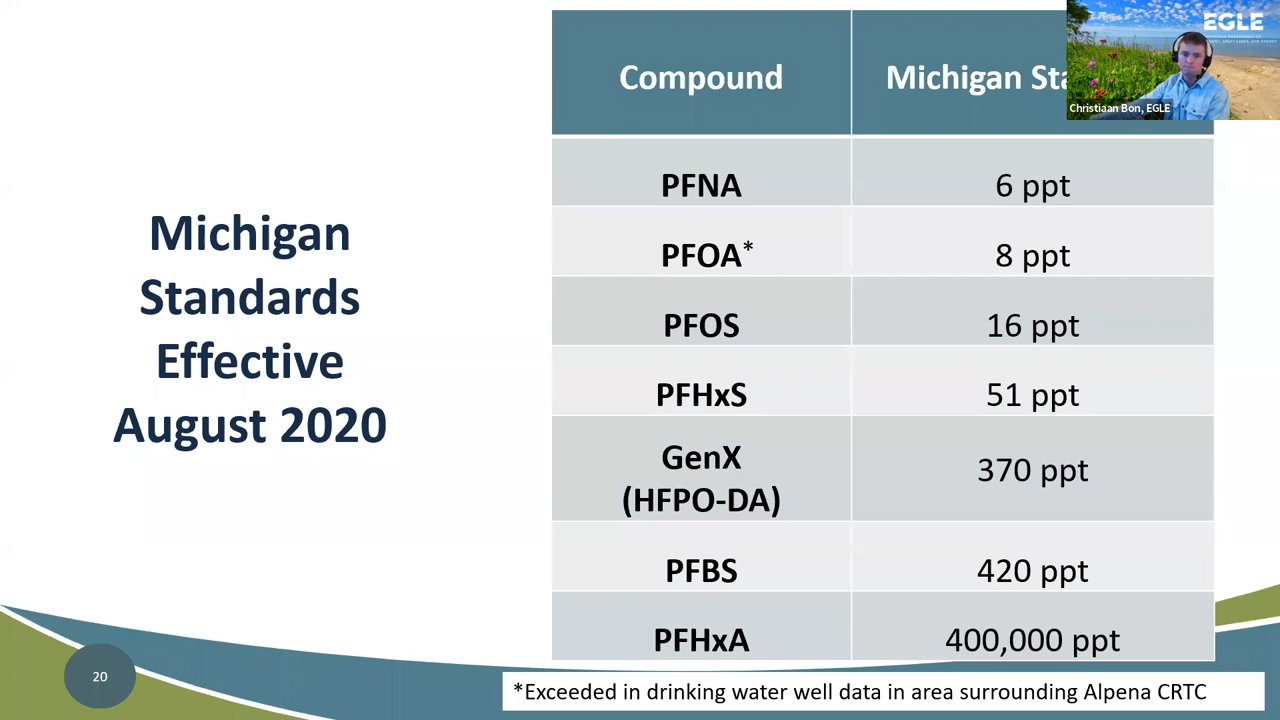 Michigan
Standards
Effective
August 2020
Compound
Michigan
PFNA
6 ppt
PFOA*
8 ppt
PFOS
16 ppt
PFHxS
51 ppt
GenX
(HFPO-DA)
370 ppt
PFBS
420 ppt
PFHxA
400,000 ppt
EGLE
Christiaan Bon, EGLE
20
*Exceeded in drinking water well data in area surrounding Alpena CRTC